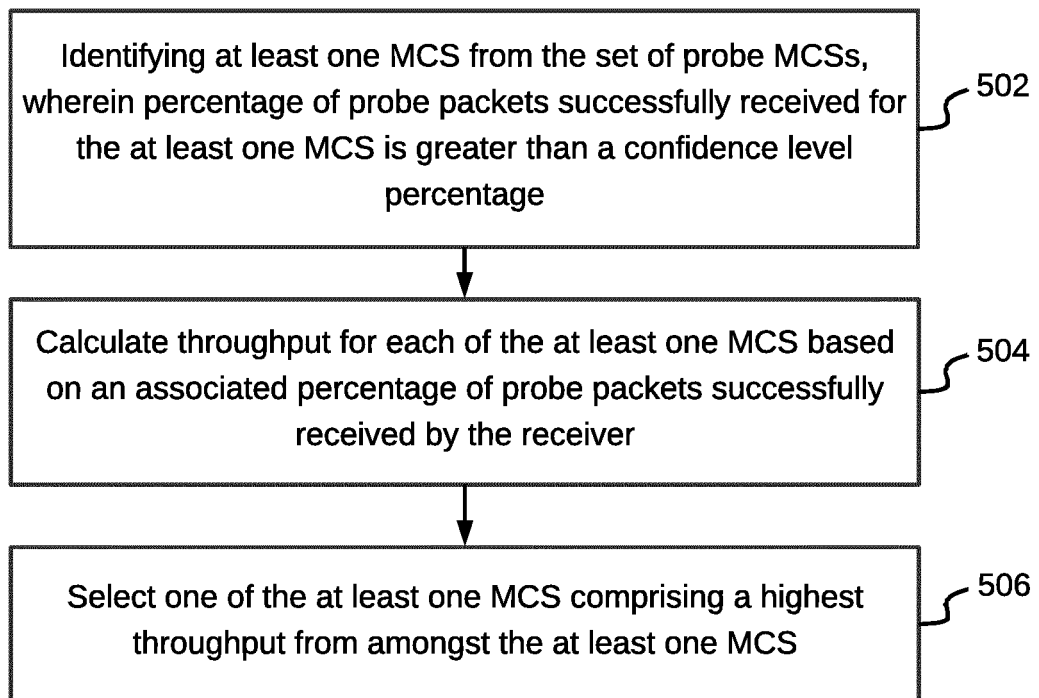 Identifying at least one MCS from the set of probe MCSs,
wherein percentage of probe packets successfully received for
the at least one MCS is greater than a confidence level
percentage
502
Calculate throughput for each of the at least one MCS based
on an associated percentage of probe packets successfully
received by the receiver
504
Select one of the at least one MCS comprising a highest
throughput from amongst the at least one MCS
506